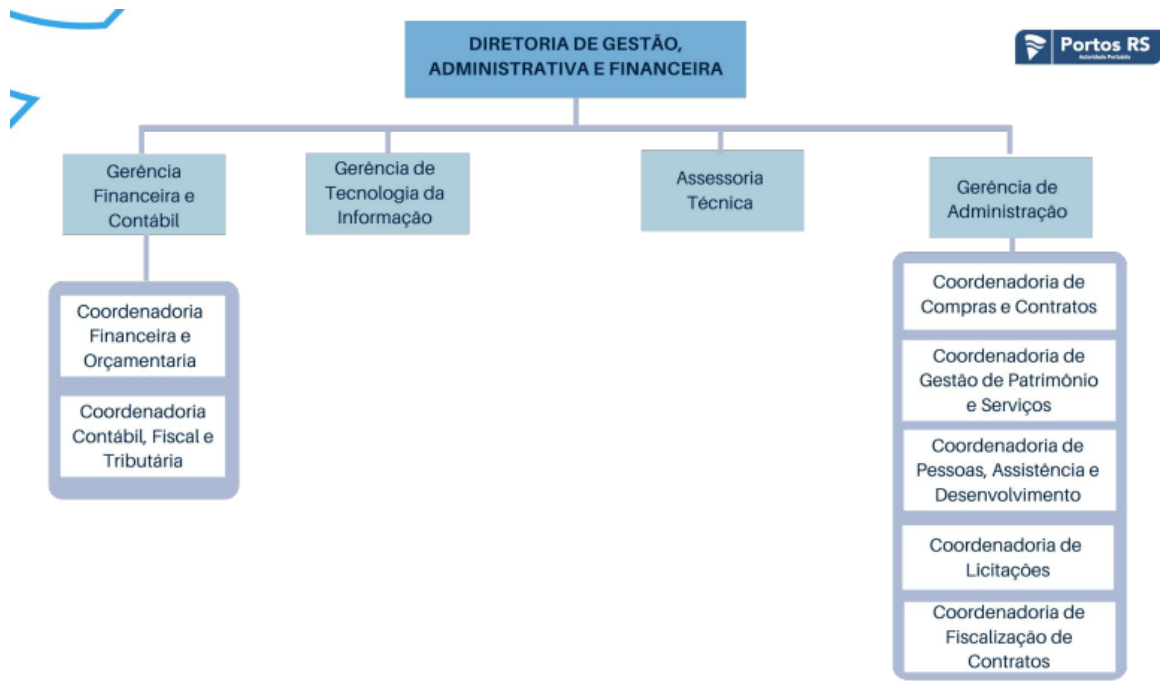 DIRETORIA DE GESTÃO,
ADMINISTRATIVA E FINANCEIRA
Portos RS
Autoridade Portuária
Gerência
Financeira e
Contábil
Gerência de
Tecnologia da
Informação
Assessoria
Técnica
Gerência de
Administração
Coordenadoria
Financeira e
Orçamentaria
Coordenadoria
Contábil, Fiscal e
Tributária
Coordenadoria de
Compras e Contratos
Coordenadoria de
Gestão de Patrimônio
e Serviços
Coordenadoria de
Pessoas, Assistência e
Desenvolvimento
Coordenadoria de
Licitações
Coordenadoria de
Fiscalização de
Contratos